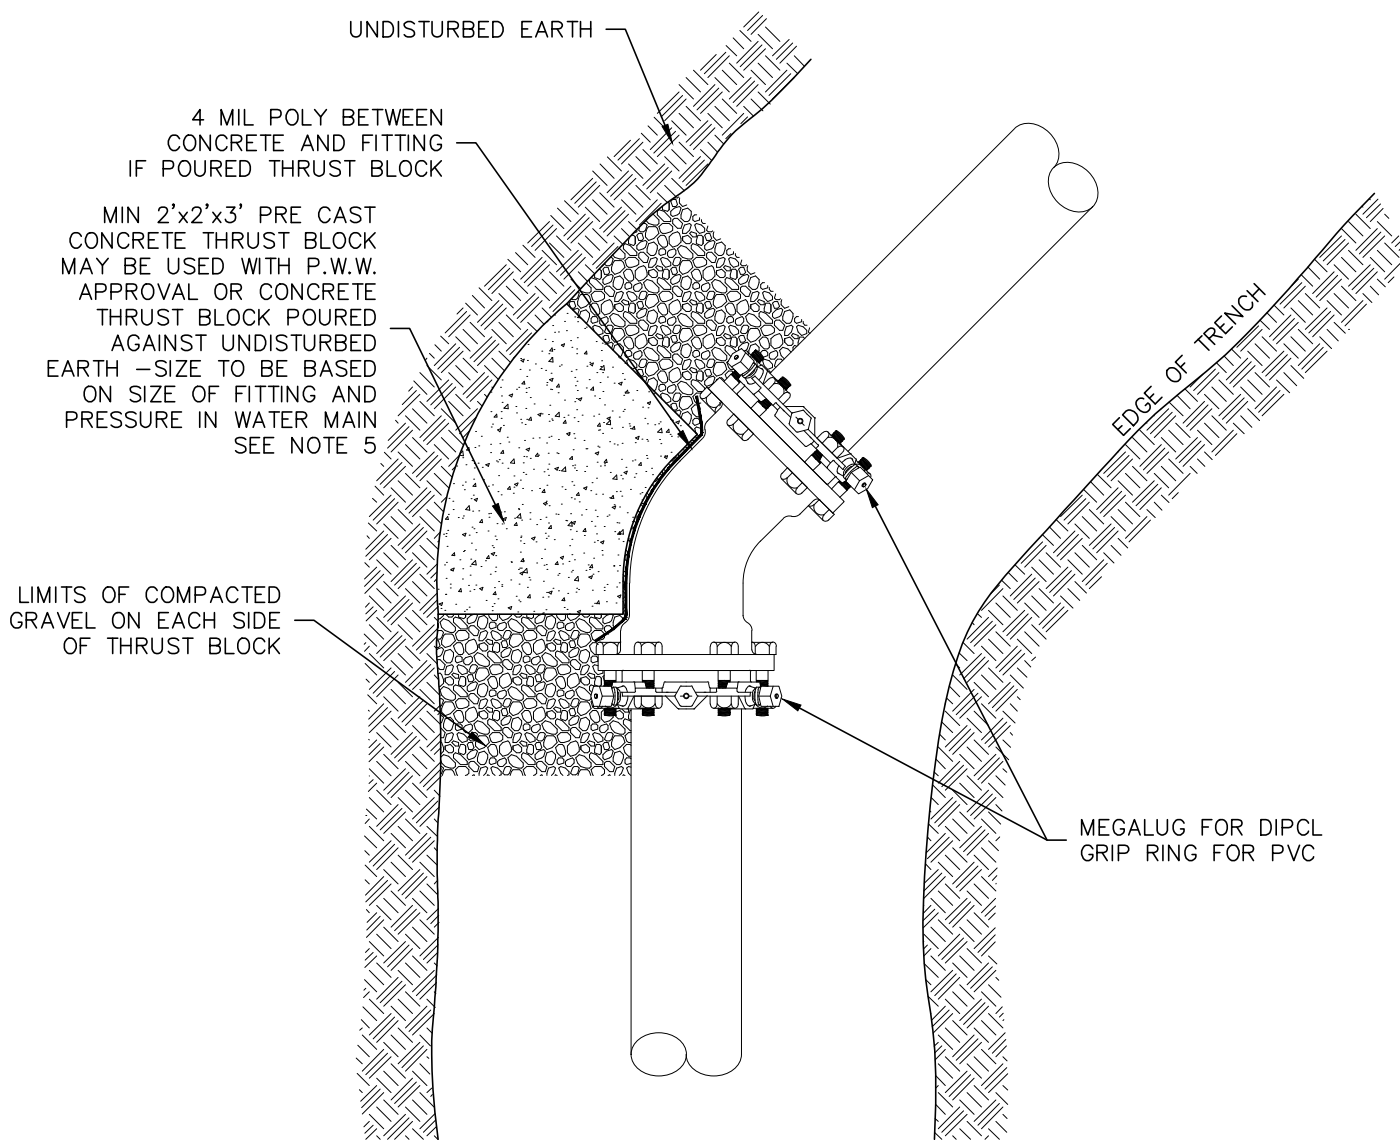 UNDISTURBED EARTH
4 MIL POLY BETWEEN
CONCRETE AND FITTING
IF POURED THRUST BLOCK
MIN 2'x2'x3' PRE CAST
CONCRETE THRUST BLOCK
MAY BE USED WITH P.W.W.
APPROVAL OR CONCRETE
THRUST BLOCK POURED
AGAINST UNDISTURBED
EARTH -SIZE TO BE BASED
ON SIZE OF FITTING AND
PRESSURE IN WATER MAIN
SEE NOTE 5
EDGE OF TRENCH
LIMITS OF COMPACTED
GRAVEL ON EACH SIDE
OF THRUST BLOCK
MEGALUG FOR DIPCL
GRIP RING FOR PVC